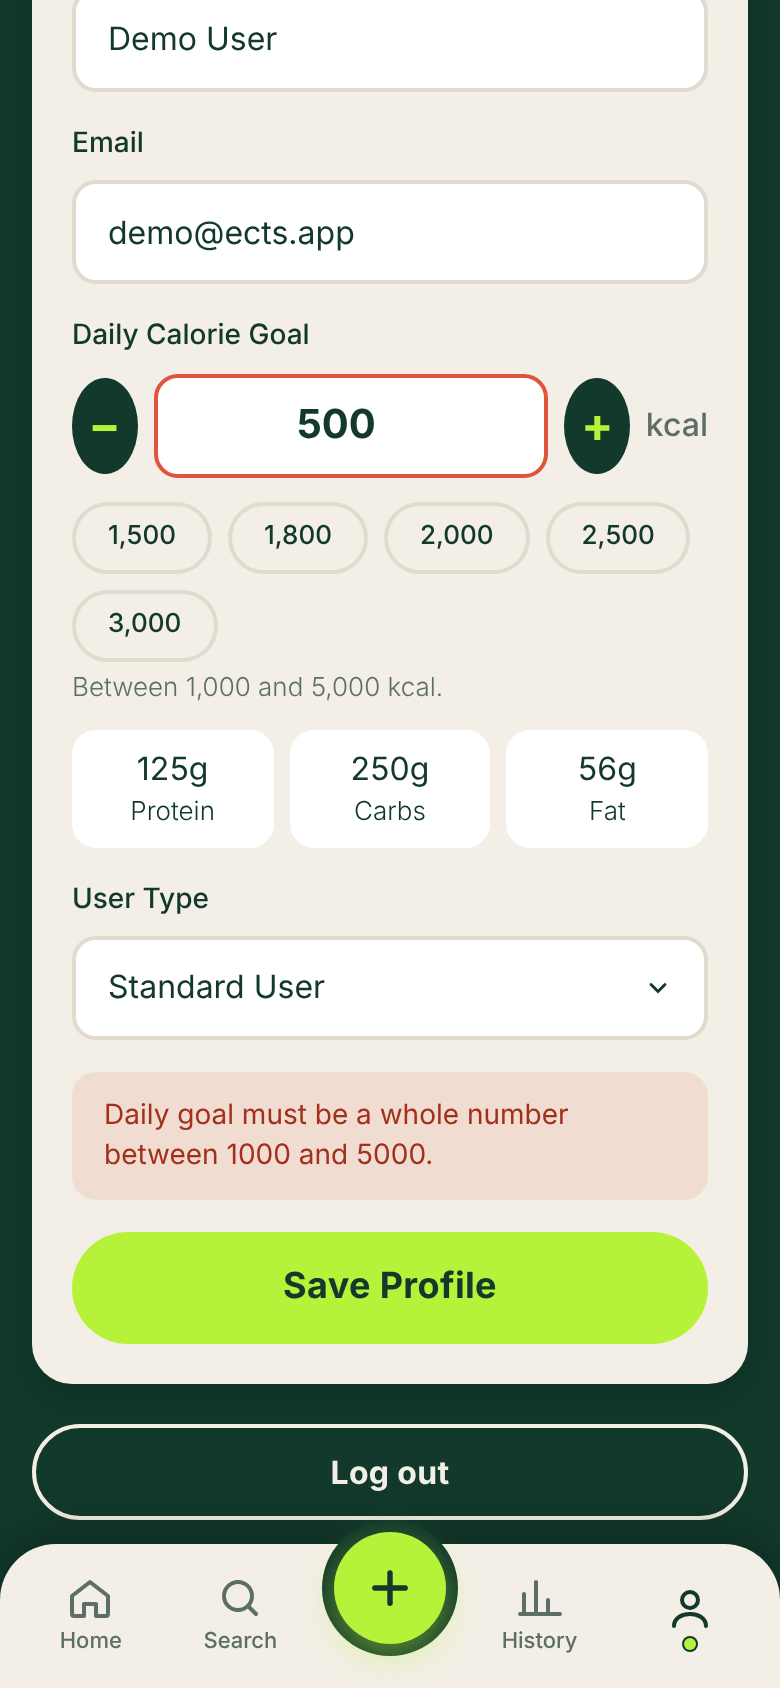 Demo User
Email
demo@ects.app
Daily Calorie Goal
− 500 + kcal
1,500 1,800 2,000 2,500
3,000
Between 1,000 and 5,000 kcal.
125g 250g 56g
Protein Carbs Fat
User Type
Standard User
Daily goal must be a whole number
between 1000 and 5000.
Save Profile
Log out
Home Search History